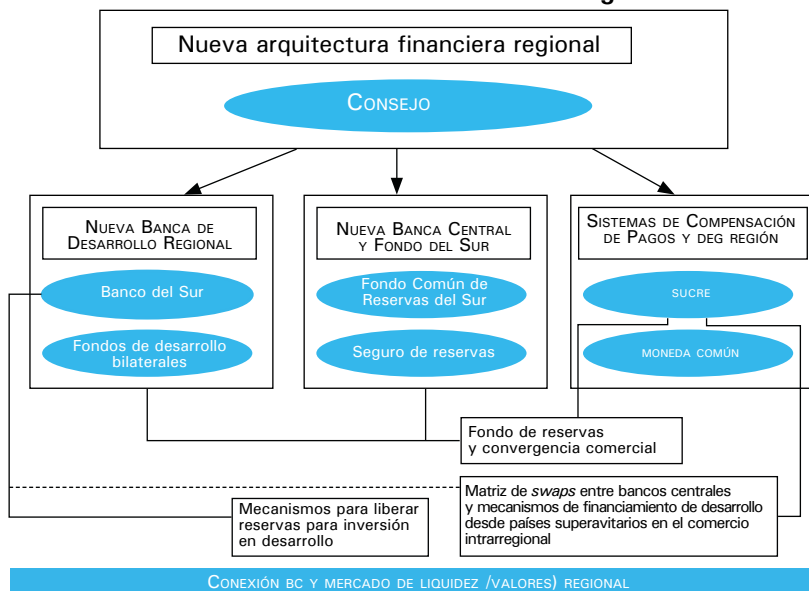 Nueva arquitectura financiera regional
CONSEJO
NUEVA BANCA DE
DESARROLLO REGIONAL
Banco del Sur
Fondos de desarrollo
bilaterales
NUEVA BANCA CENTRAL
Y FONDO DEL SUR
Fondo Común de
Reservas del Sur
Seguro de reservas
SISTEMAS DE COMPENSACIÓN
DE PAGOS Y DEG REGIÓN
SUCRE
MONEDA COMÚN
Fondo de reservas
y convergencia comercial
Matriz de swaps entre bancos centrales
y mecanismos de financiamiento de desarrollo
desde países superavitarios en el comercio
intrarregional
Mecanismos para liberar
reservas para inversión
en desarrollo
CONEXIÓN BC Y MERCADO DE LIQUIDEZ /VALORES) REGIONAL